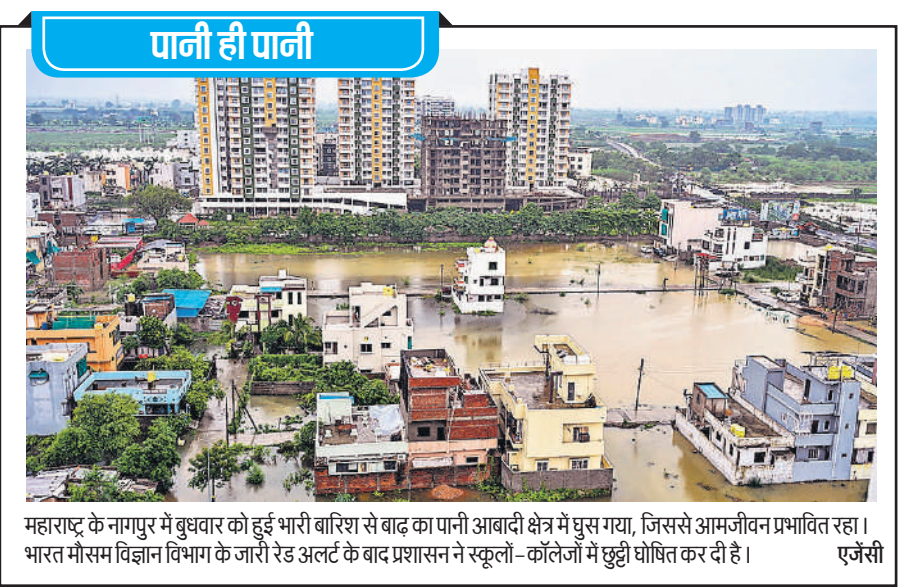 पानी ही पानी
महाराष्ट्र के नागपुर में बुधवार को हुई भारी बारिश से बाढ़ का पानी आबादी क्षेत्र में घुस गया, जिससे आमजीवन प्रभावित रहा।
भारत मौसम विज्ञान विभाग के जारी रेड अलर्ट के बाद प्रशासन ने स्कूलों-कॉलेजों में छुट्टी घोषित कर दी है। एजेंसी